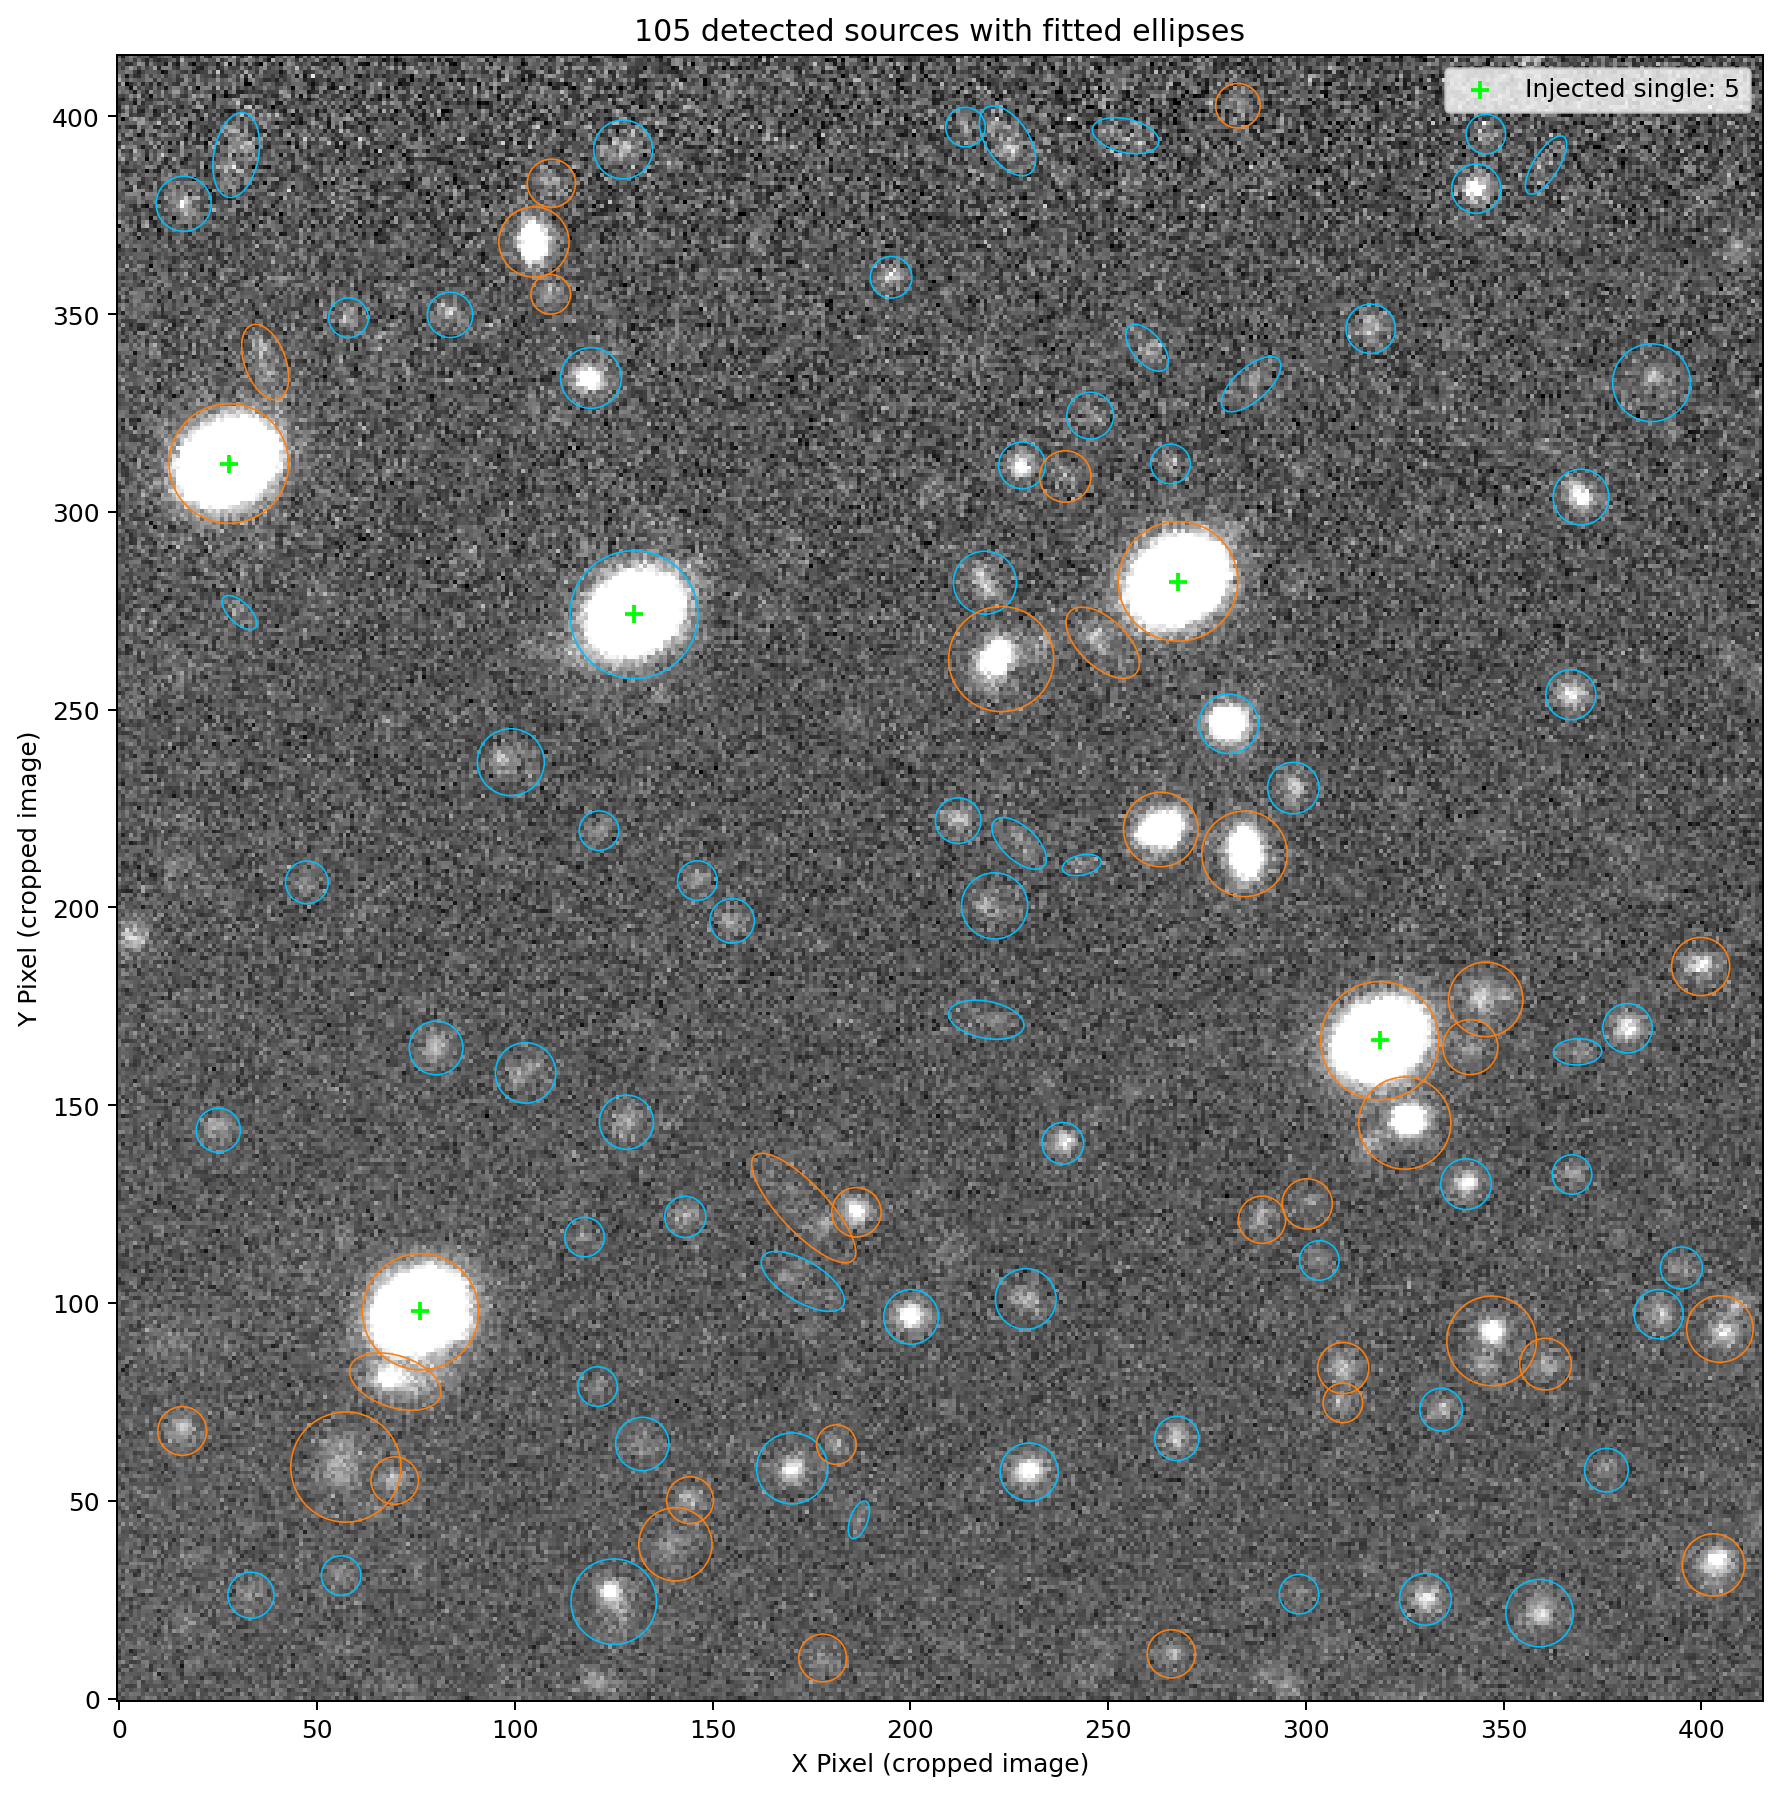 105 detected sources with fitted ellipses
Injected single: 5
400
350
300
250
200
150
100
50
0
Y Pixel (cropped image)
0 50 100 150 200 250 300 350 400
X Pixel (cropped image)